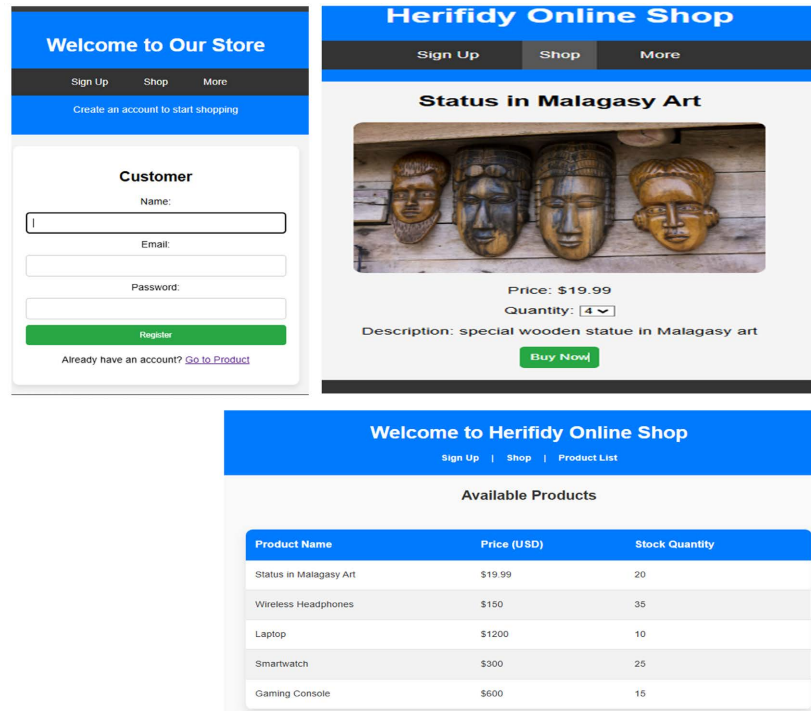 Welcome to Our Store
Sign Up Shop More
Create an account to start shopping
Customer
Name:
Email:
Password:
Register
Already have an account? Go to Product
Herifidy Online Shop
Sign Up Shop More
Status in Malagasy Art
Price: $19.99
Quantity: 4
Description: special wooden statue in Malagasy art
Buy Now
Welcome to Herifidy Online Shop
Sign Up | Shop | Product List
Available Products
Product Name Price (USD) Stock Quantity
Status in Malagasy Art $19.99 20
Wireless Headphones $150 35
Laptop $1200 10
Smartwatch $300 25
Gaming Console $600 15